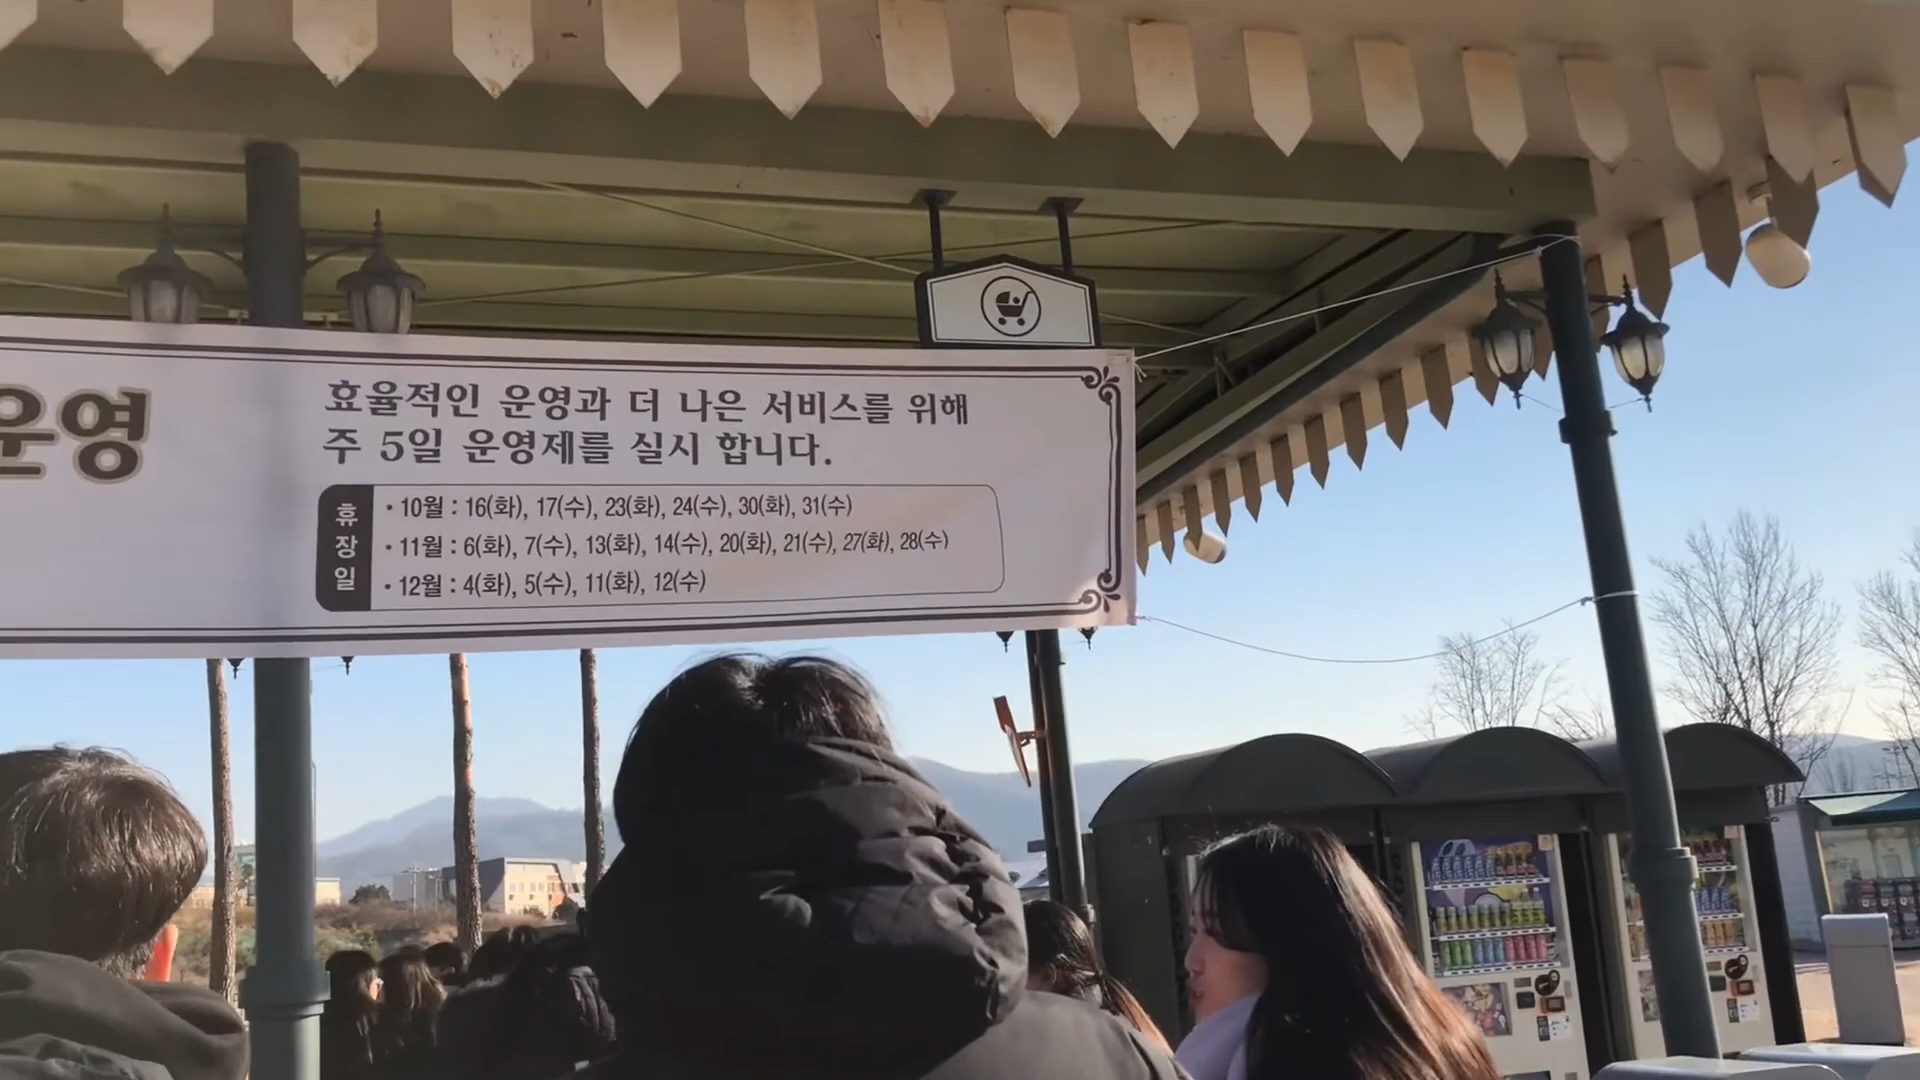 운영
효율적인 운영과 더 나은 서비스를 위해
주 5일 운영제를 실시 합니다.
휴장일
• 10월 : 16(화), 17(수), 23(화), 24(수), 30(화), 31(수)
• 11월 : 6(화), 7(수), 13(화), 14(수), 20(화), 21(수), 27(화), 28(수)
• 12월 : 4(화), 5(수), 11(화), 12(수)